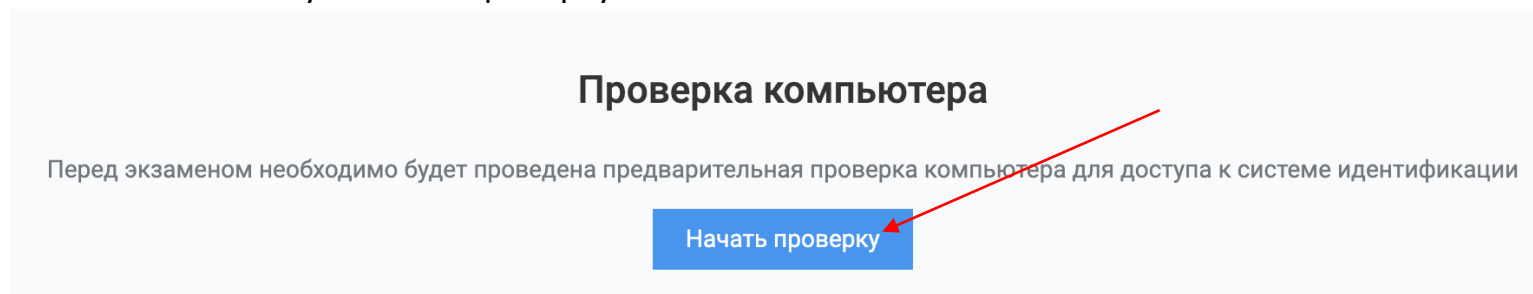 Проверка компьютера
Перед экзаменом необходимо будет проведена предварительная проверка компьютера для доступа к системе идентификации
Начать проверку